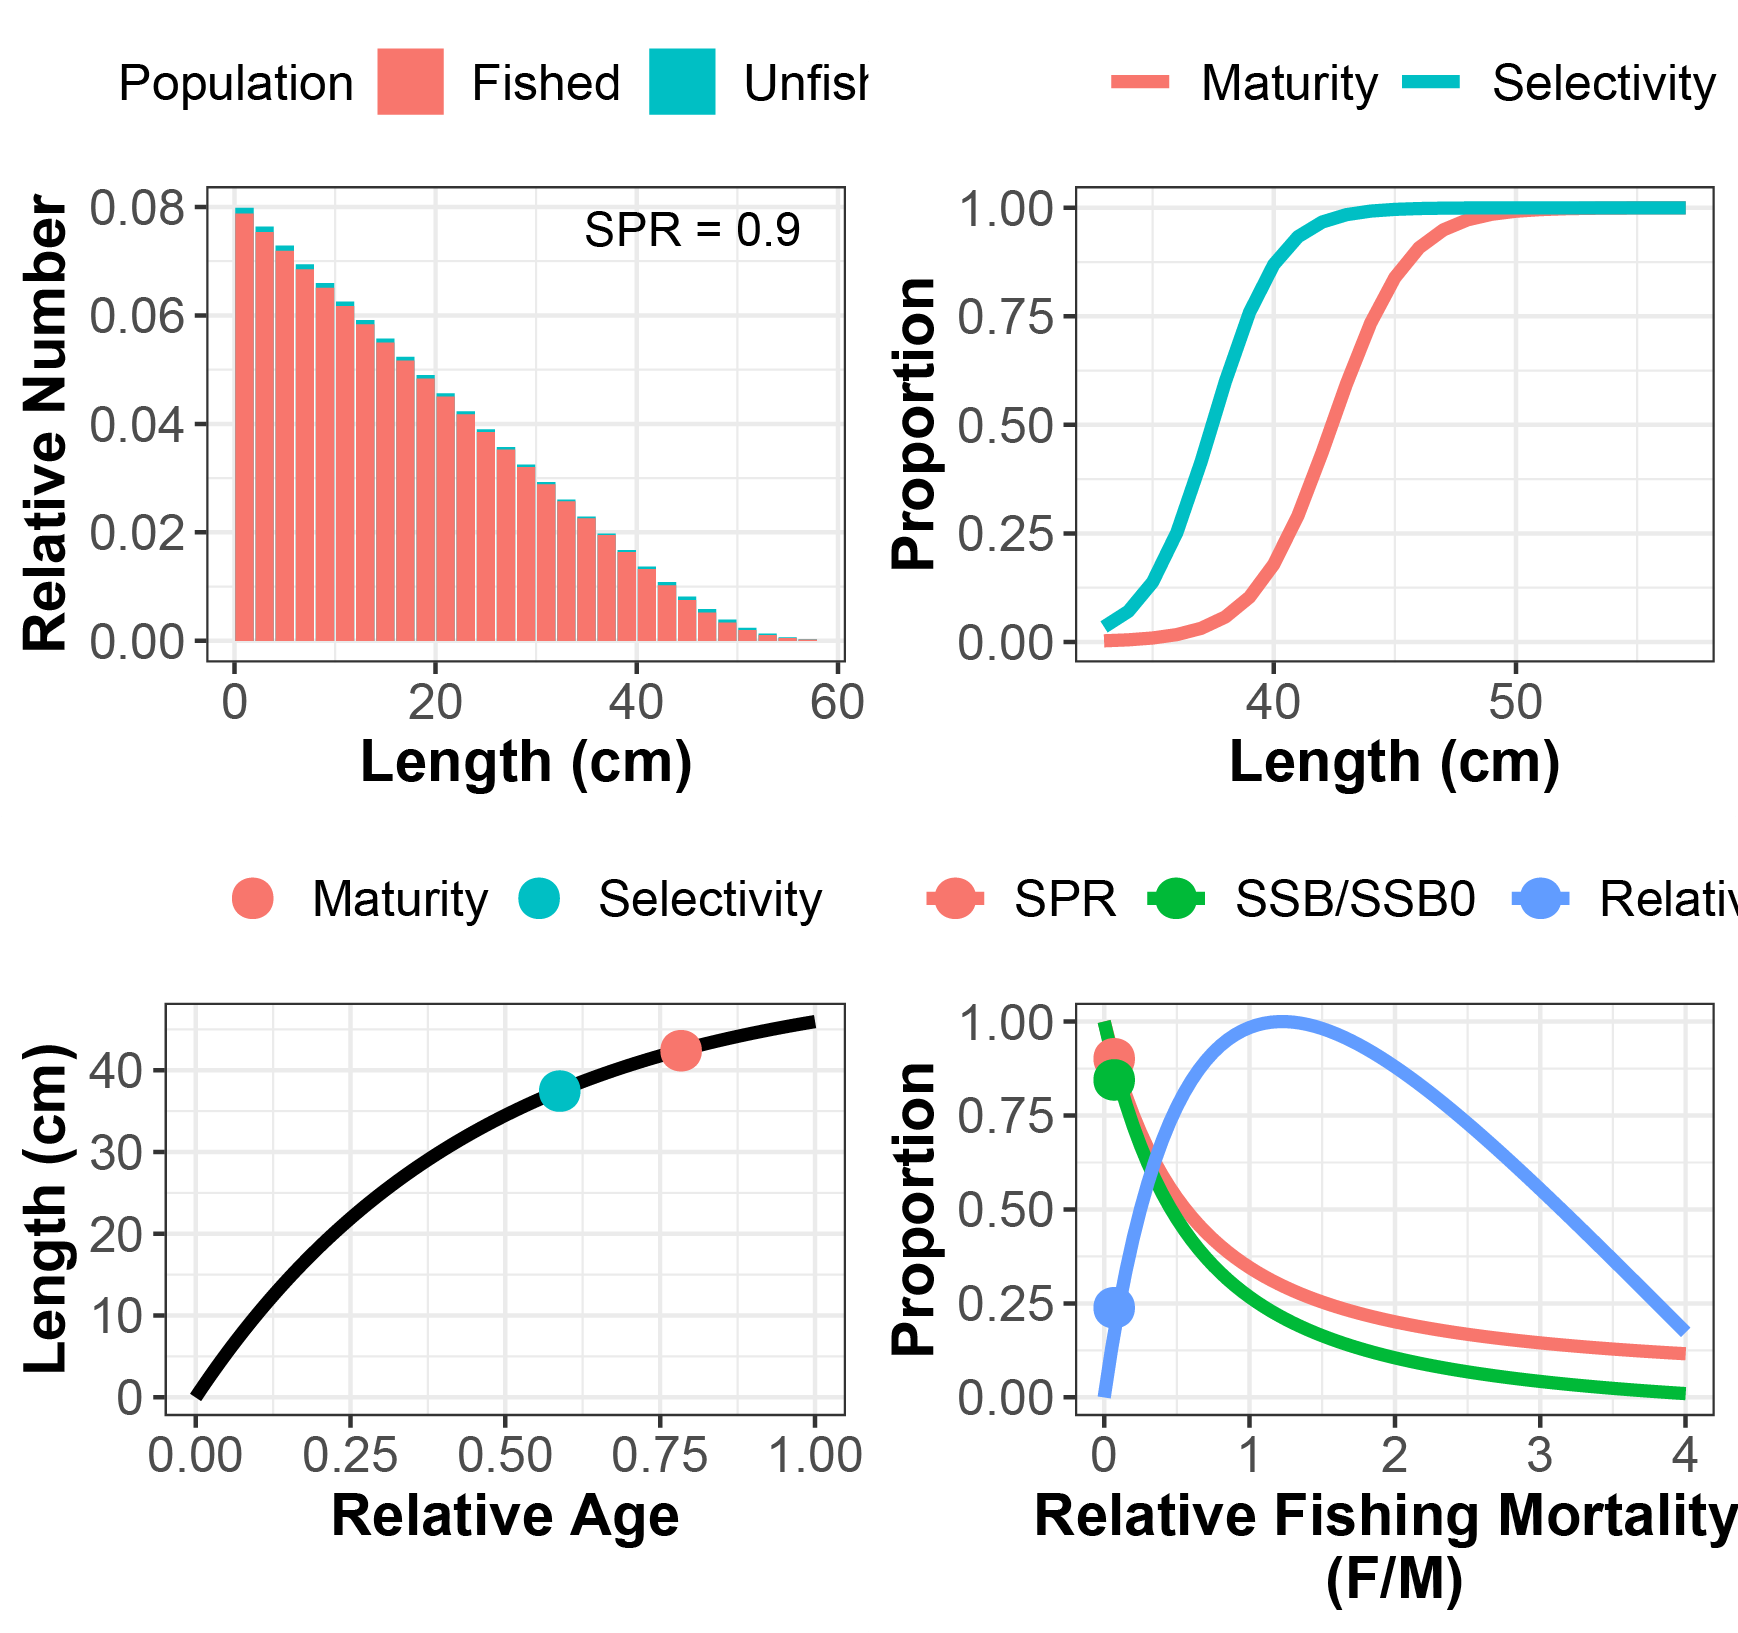 Population Fished Unfish
SPR = 0.9
Relative Number
0.08
0.06
0.04
0.02
0.00
0 20 40 60
Length (cm)
Maturity Selectivity
Proportion
1.00
0.75
0.50
0.25
0.00
40 50
Length (cm)
Maturity Selectivity
Length (cm)
40
30
20
10
0
0.00 0.25 0.50 0.75 1.00
Relative Age
SPR SSB/SSB0 Relativ
Proportion
1.00
0.75
0.50
0.25
0.00
0 1 2 3 4
Relative Fishing Mortality
(F/M)